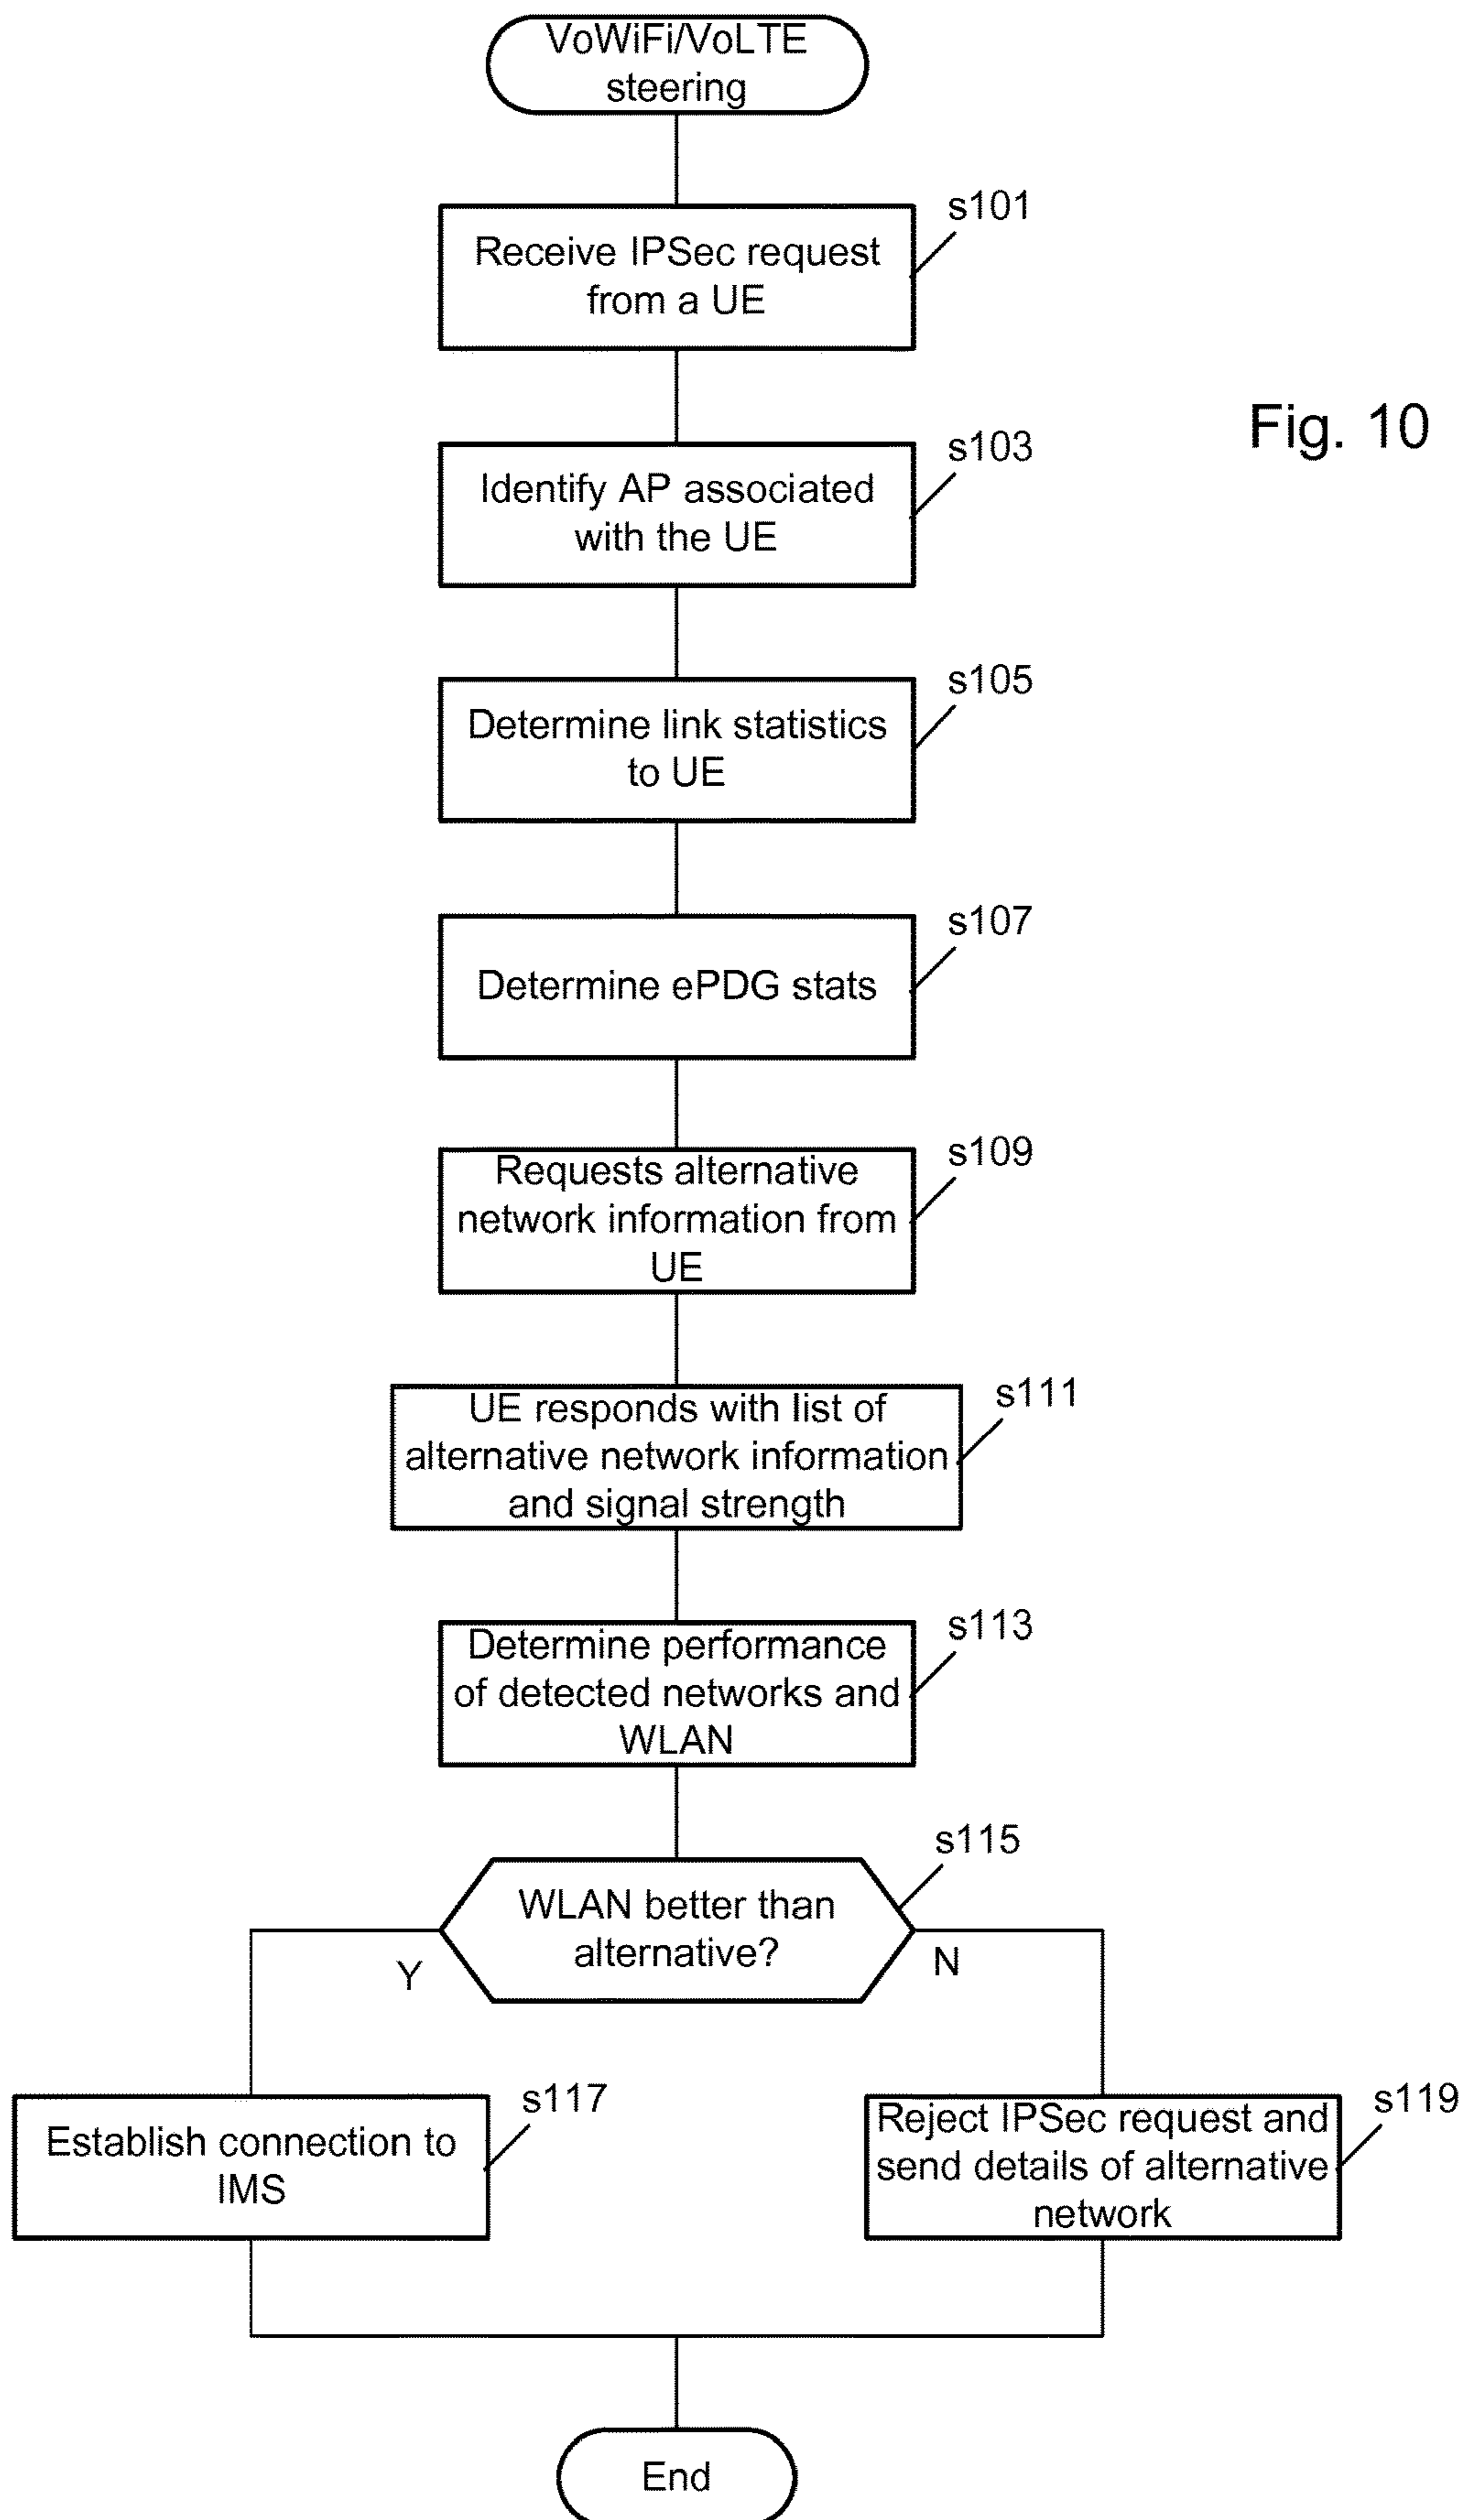 VoWiFi/VoLTE
steering
s101
Receive IPSec request
from a UE
Fig. 10
s103
Identify AP associated
with the UE
s105
Determine link statistics
to UE
s107
Determine ePDG stats
s109
Requests alternative
network information from
UE
s111
UE responds with list of
alternative network information
and signal strength
s113
Determine performance
of detected networks and
WLAN
s115
WLAN better than
alternative?
Y
N
s117
Establish connection to
IMS
s119
Reject IPSec request and
send details of alternative
network
End